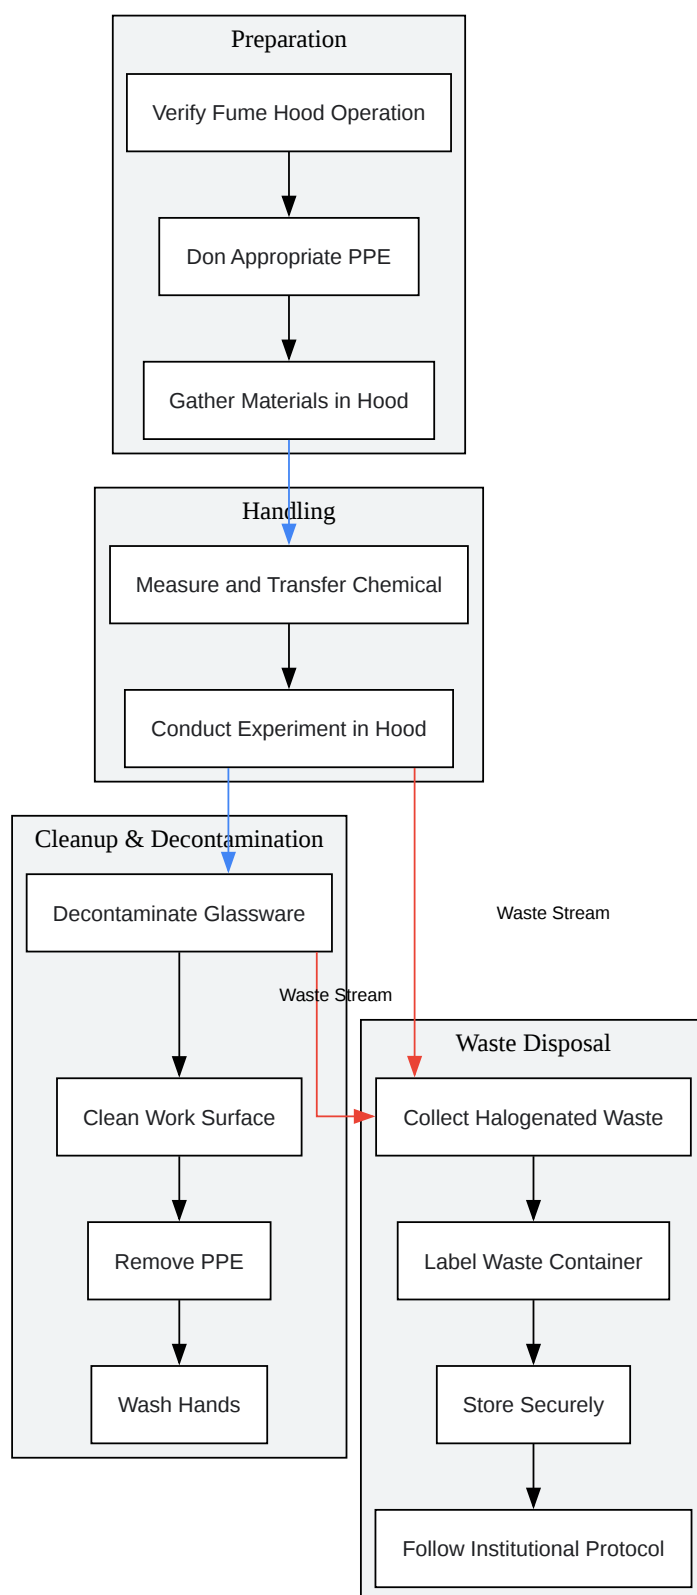 Preparation
Verify Fume Hood Operation
Don Appropriate PPE
Gather Materials in Hood
Handling
Measure and Transfer Chemical
Conduct Experiment in Hood
Cleanup & Decontamination
Decontaminate Glassware
Waste Stream
Waste Stream
Waste Disposal
Clean Work Surface
Collect Halogenated Waste
Remove PPE
Label Waste Container
Wash Hands
Store Securely
Follow Institutional Protocol